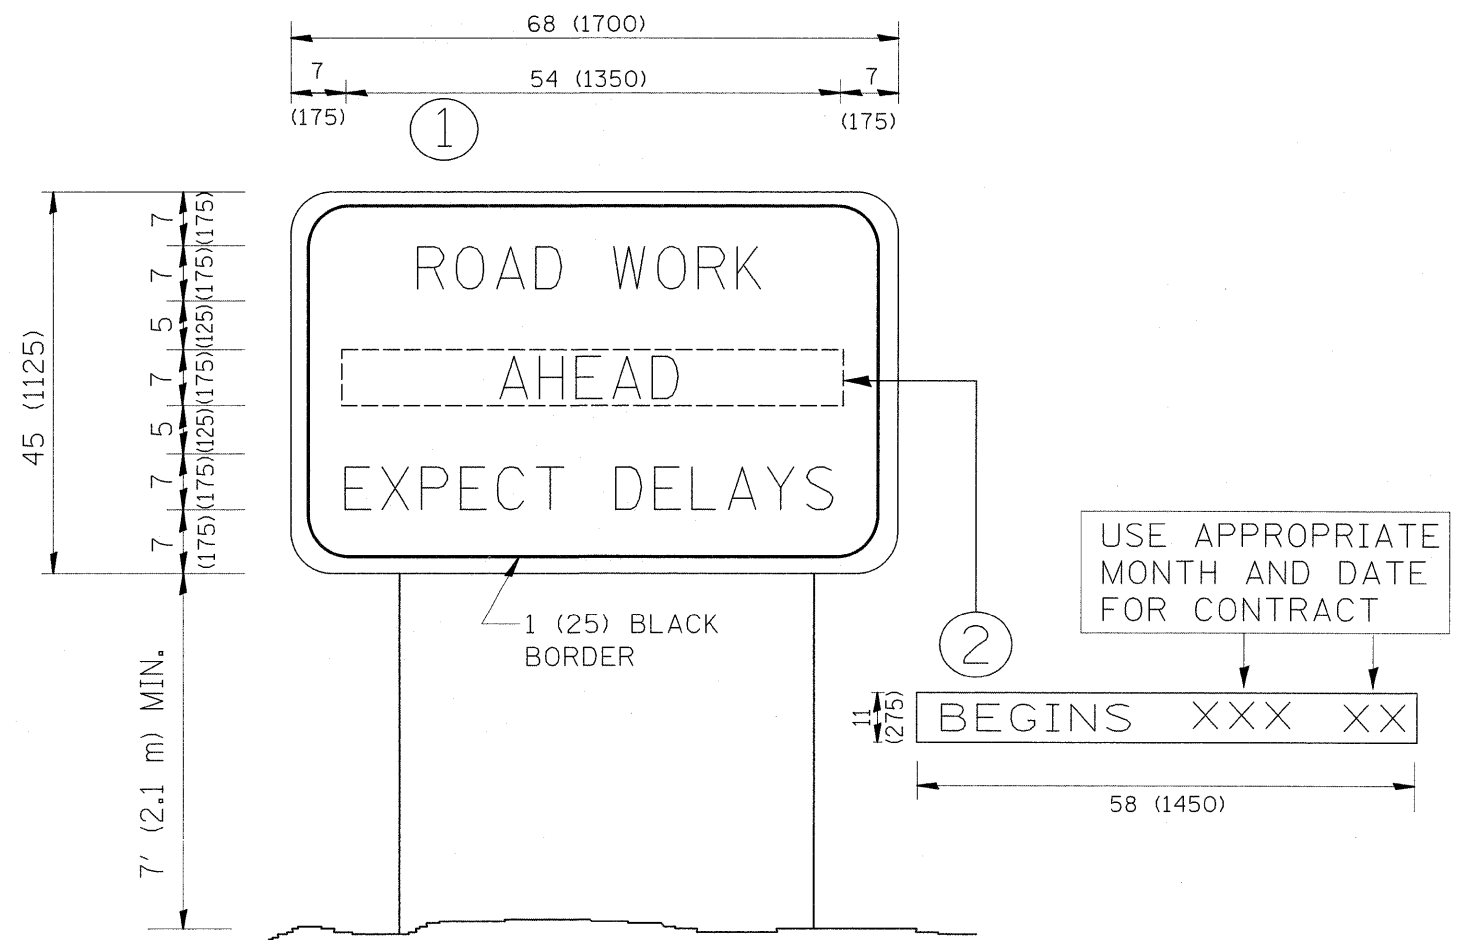 68 (1700)
7 54 (1350) 7
(175) (175)
1
7 (175)
7 (175)
5 (125)
7 (175)
5 (125)
7 (175)
7 (175)
45 (1125)
ROAD WORK
AHEAD
EXPECT DELAYS
1 (25) BLACK
BORDER
7' (2.1 m) MIN.
2
USE APPROPRIATE
MONTH AND DATE
FOR CONTRACT
11
(275)
BEGINS XXX XX
58 (1450)